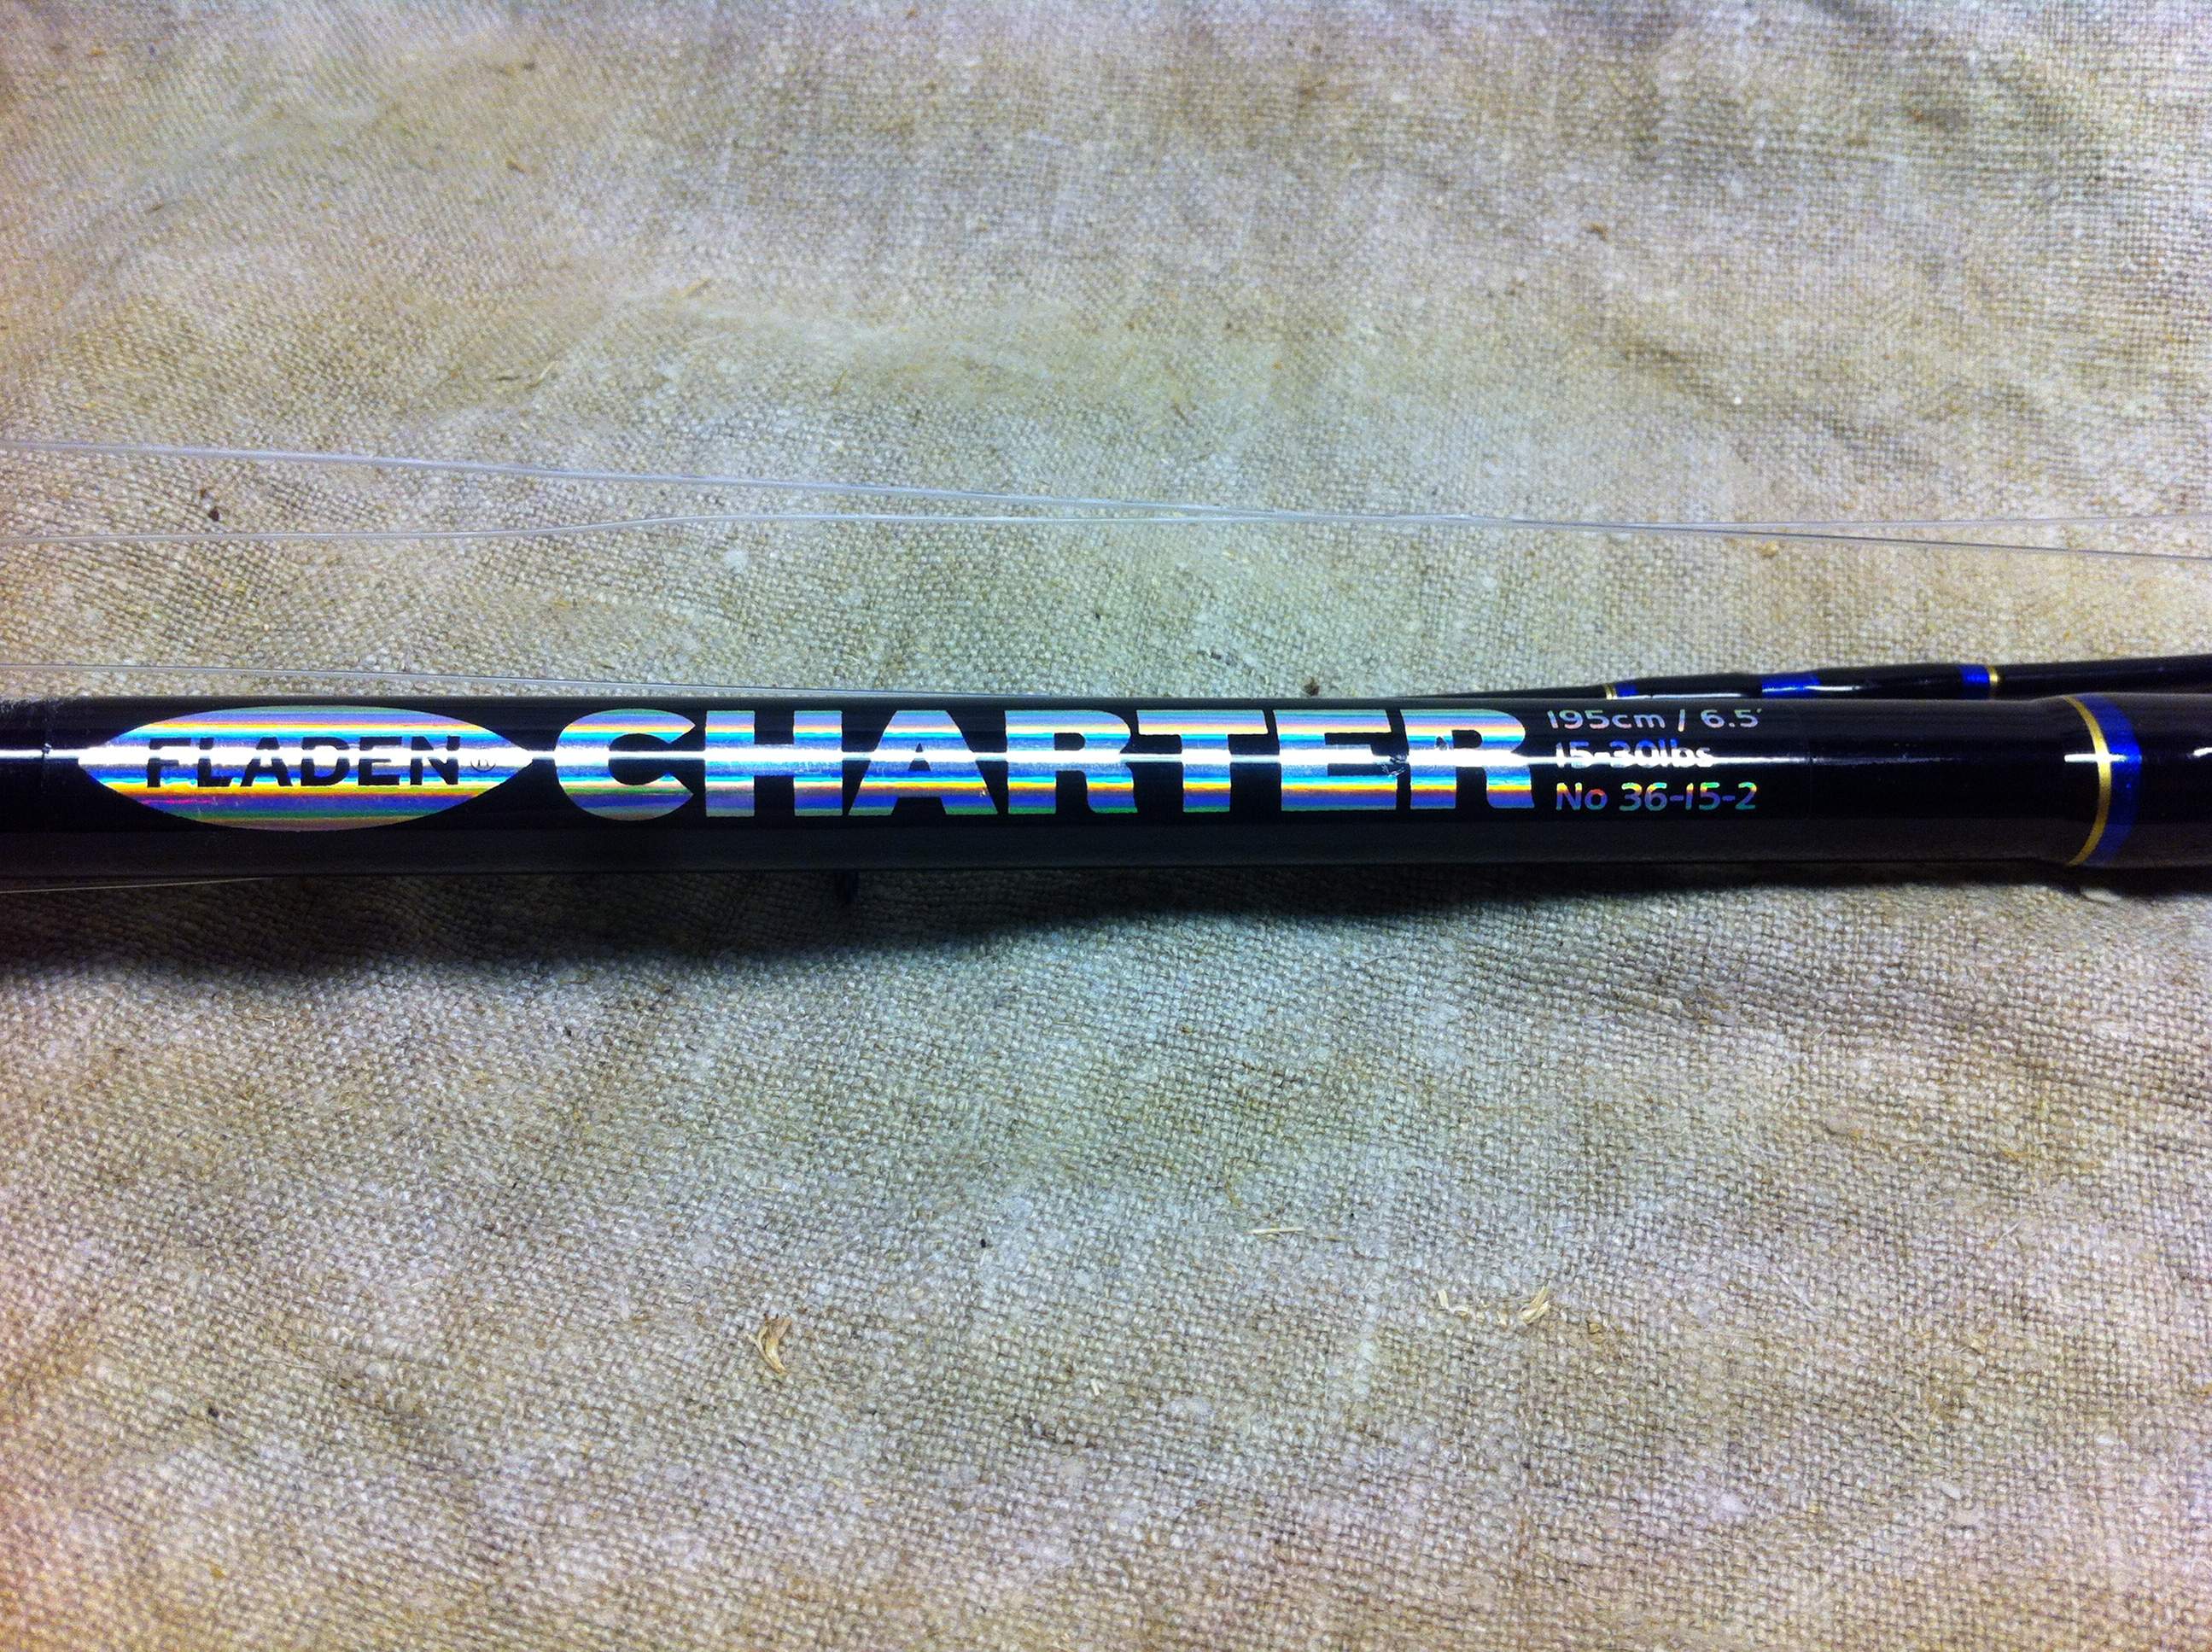 FLADEN® CHARTER
195cm / 6.5'
15-30lbs
No 36-15-2